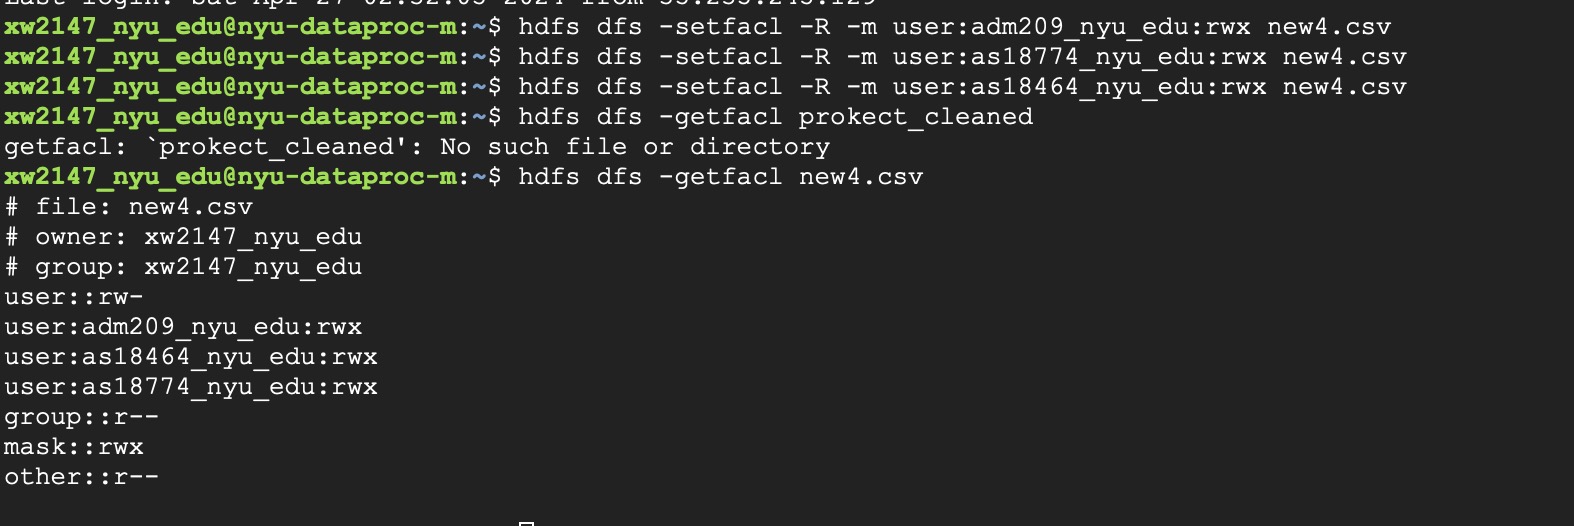 xw2147_nyu_edu@nyu-dataproc-m:~$ hdfs dfs -setfacl -R -m user:adm209_nyu_edu:rwx new4.csv
xw2147_nyu_edu@nyu-dataproc-m:~$ hdfs dfs -setfacl -R -m user:as18774_nyu_edu:rwx new4.csv
xw2147_nyu_edu@nyu-dataproc-m:~$ hdfs dfs -setfacl -R -m user:as18464_nyu_edu:rwx new4.csv
xw2147_nyu_edu@nyu-dataproc-m:~$ hdfs dfs -getfacl prokect_cleaned
getfacl: `prokect_cleaned': No such file or directory
xw2147_nyu_edu@nyu-dataproc-m:~$ hdfs dfs -getfacl new4.csv
# file: new4.csv
# owner: xw2147_nyu_edu
# group: xw2147_nyu_edu
user::rw-
user:adm209_nyu_edu:rwx
user:as18464_nyu_edu:rwx
user:as18774_nyu_edu:rwx
group::r--
mask::rwx
other::r--